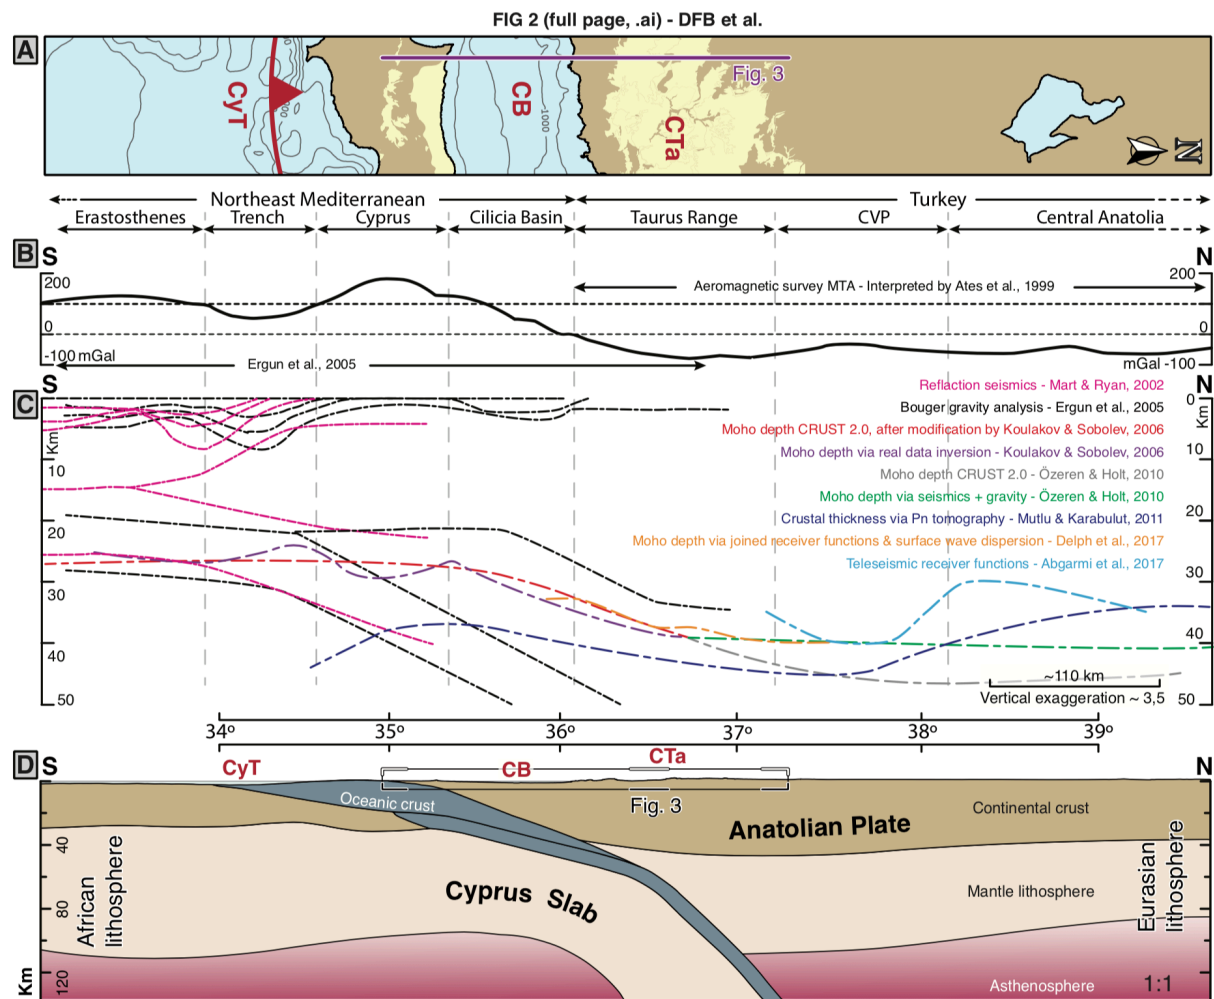 FIG 2 (full page, .ai) - DFB et al.
A
CyT
CB
1000
CTa
Fig. 3
N
Northeast Mediterranean
Turkey
Erastosthenes
Trench
Cyprus
Cilicia Basin
Taurus Range
CVP
Central Anatolia
B
S
N
200
200
Aeromagnetic survey MTA - Interpreted by Ates et al., 1999
0
0
-100 mGal
mGal -100
Ergun et al., 2005
C
S
N
Reflaction seismics - Mart & Ryan, 2002
0
Bouger gravity analysis - Ergun et al., 2005
Moho depth CRUST 2.0, after modification by Koulakov & Sobolev, 2006
Km
Km
Moho depth via real data inversion - Koulakov & Sobolev, 2006
10
10
Moho depth CRUST 2.0 - Özeren & Holt, 2010
Moho depth via seismics + gravity - Özeren & Holt, 2010
Crustal thickness via Pn tomography - Mutlu & Karabulut, 2011
20
20
Moho depth via joined receiver functions & surface wave dispersion - Delph et al., 2017
Teleseismic receiver functions - Abgarmi et al., 2017
30
30
40
40
~110 km
Vertical exaggeration ~ 3,5
50
50
34º
35º
36º
37º
38º
39º
D
S
N
CyT
CB
CTa
Oceanic crust
Fig. 3
Continental crust
Anatolian Plate
40
African lithosphere
Eurasian lithosphere
Cyprus Slab
Mantle lithosphere
80
Km
120
Asthenosphere
1:1